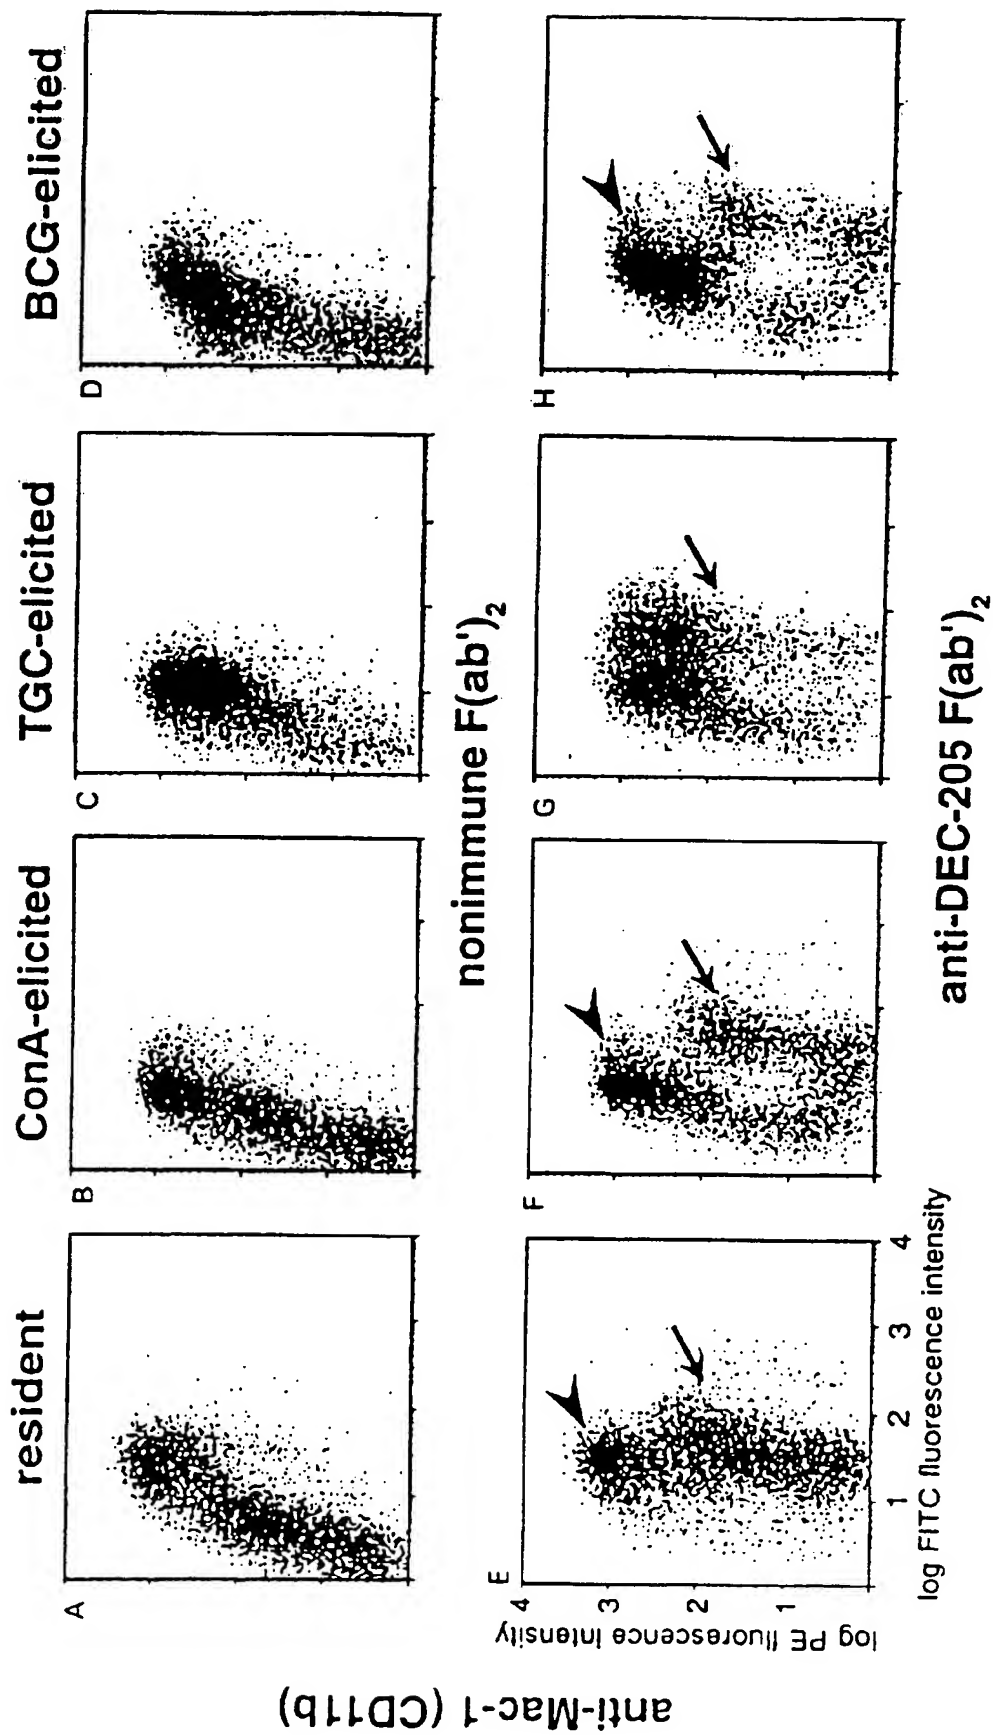 resident
ConA-elicited
TGC-elicited
BCG-elicited
A
B
C
D
nonimmune F(ab')2
anti-Mac-1 (CD11b)
E
F
G
H
log PE fluorescence Intensity
4
3
2
1
1
2
3
4
log FITC fluorescence intensity
anti-DEC-205 F(ab')2